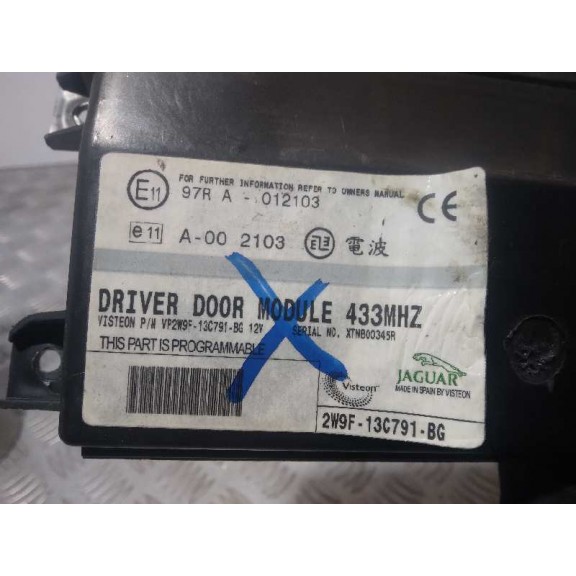 E11
FOR FURTHER INFORMATION REFER TO OWNERS MANUAL
97R A - 012103
CE
e11 A-00 2103 電波
DRIVER DOOR MODULE 433MHZ
VISTEON P/N VP2W9F-13C791-BG 12V SERIAL NO. XTNB00345R
THIS PART IS PROGRAMMABLE
Visteon
JAGUAR
MADE IN SPAIN BY VISTEON
2W9F-13C791-BG